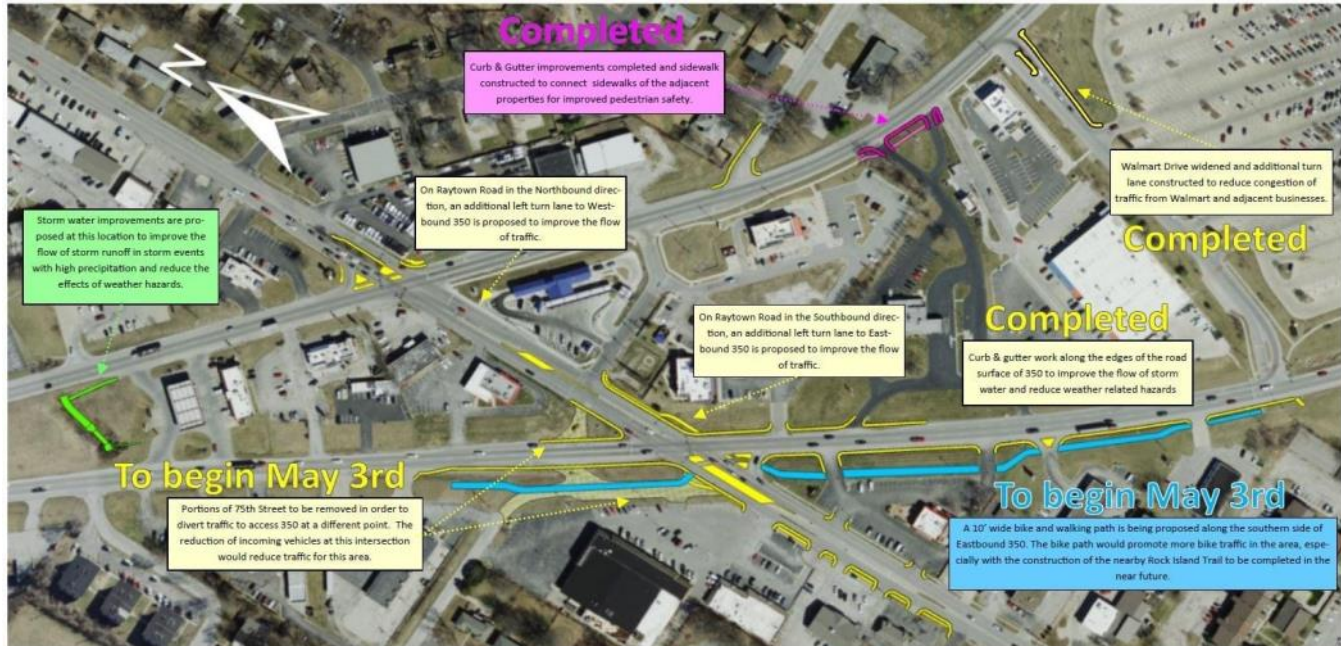 Completed
Curb & Gutter improvements completed and sidewalk
constructed to connect sidewalks of the adjacent
properties for improved pedestrian safety.
N
Walmart Drive widened and additional turn
lane constructed to reduce congestion of
traffic from Walmart and adjacent businesses.
Completed
On Raytown Road in the Northbound direc-
tion, an additional left turn lane to West-
bound 350 is proposed to improve the flow
of traffic.
Storm water improvements are pro-
posed at this location to improve the
flow of storm runoff in storm events
with high precipitation and reduce the
effects of weather hazards.
On Raytown Road in the Southbound direc-
tion, an additional left turn lane to East-
bound 350 is proposed to improve the flow
of traffic.
Completed
Curb & gutter work along the edges of the road
surface of 350 to improve the flow of storm
water and reduce weather related hazards
To begin May 3rd
Portions of 75th Street to be removed in order to
divert traffic to access 350 at a different point. The
reduction of incoming vehicles at this intersection
would reduce traffic for this area.
To begin May 3rd
A 10' wide bike and walking path is being proposed along the southern side of
Eastbound 350. The bike path would promote more bike traffic in the area, espe-
cially with the construction of the nearby Rock Island Trail to be completed in the
near future.